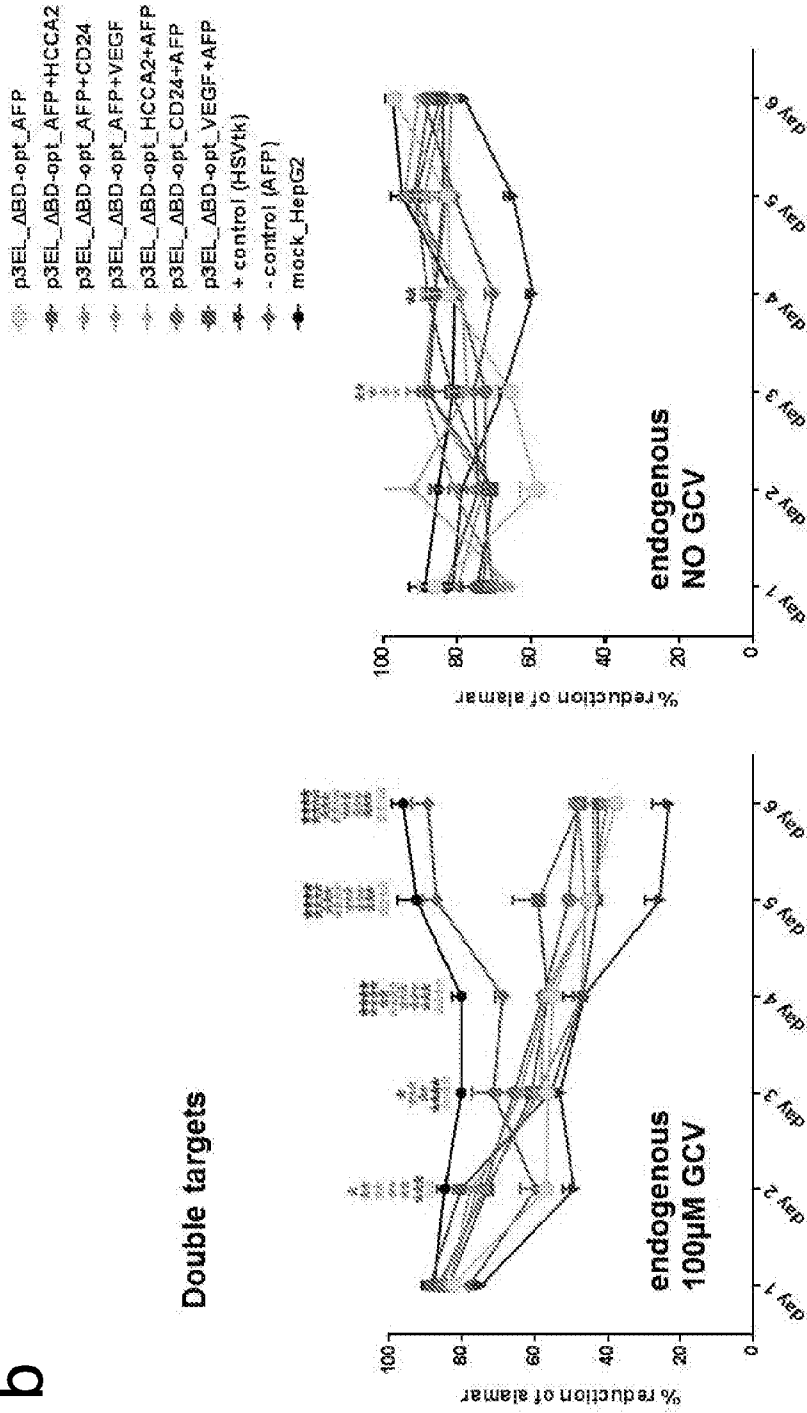 b
Double targets
% reduction of alamar
100
80
60
40
20
0
endogenous
100μM GCV
day 1
day 2
day 3
day 4
day 5
day 6
% reduction of alamar
100
80
60
40
20
0
endogenous
NO GCV
day 1
day 2
day 3
day 4
day 5
day 6
p3EL_ΔBD-opt_AFP
p3EL_ΔBD-opt_AFP+HCCA2
p3EL_ΔBD-opt_AFP+CD24
p3EL_ΔBD-opt_AFP+VEGF
p3EL_ΔBD-opt_HCCA2+AFP
p3EL_ΔBD-opt_CD24+AFP
p3EL_ΔBD-opt_VEGF+AFP
+ control (HSVtk)
- control (AFP)
mock_HepG2